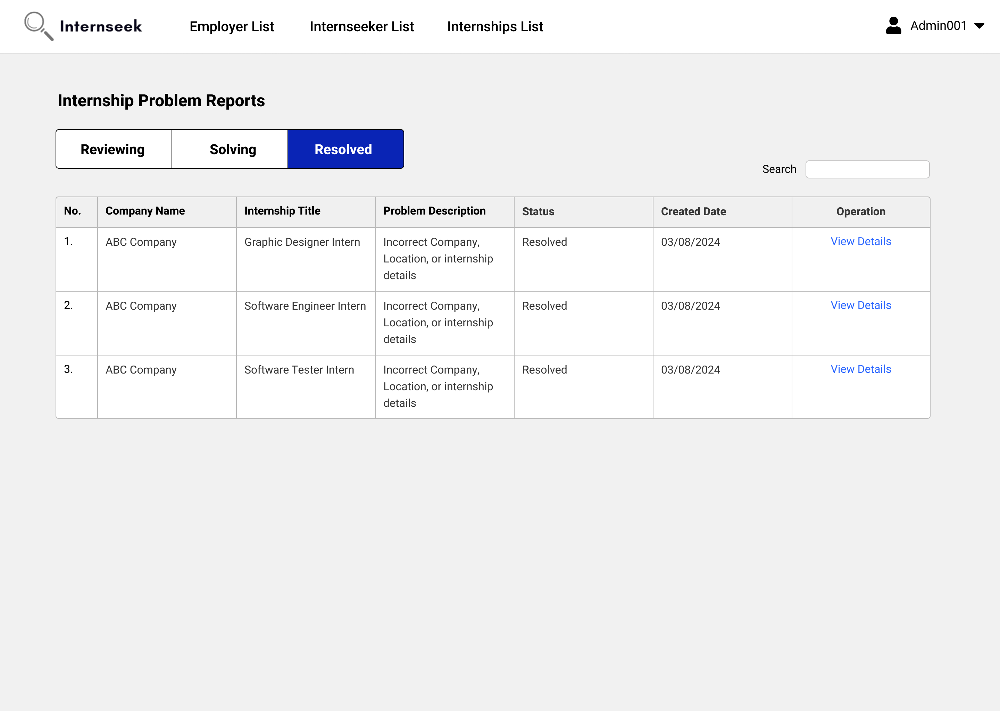 Internseek
Employer List
Internseeker List
Internships List
Admin001
Internship Problem Reports
Reviewing
Solving
Resolved
Search
No.
Company Name
Internship Title
Problem Description
Status
Created Date
Operation
1.
ABC Company
Graphic Designer Intern
Incorrect Company,
Location, or internship
details
Resolved
03/08/2024
View Details
2.
ABC Company
Software Engineer Intern
Incorrect Company,
Location, or internship
details
Resolved
03/08/2024
View Details
3.
ABC Company
Software Tester Intern
Incorrect Company,
Location, or internship
details
Resolved
03/08/2024
View Details